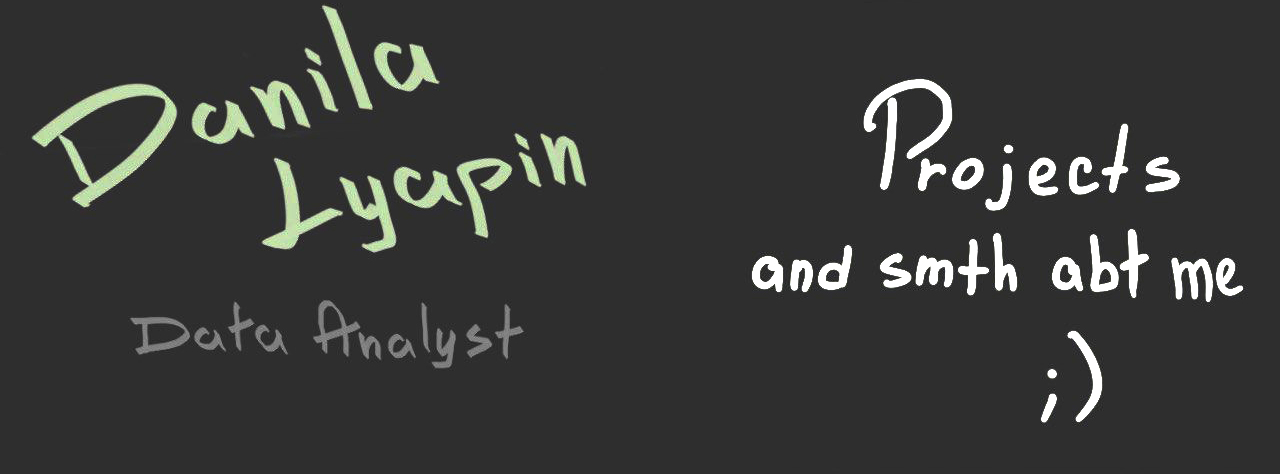 Danila
Lyapin
Data Analyst
Projects
and smth abt me
;)